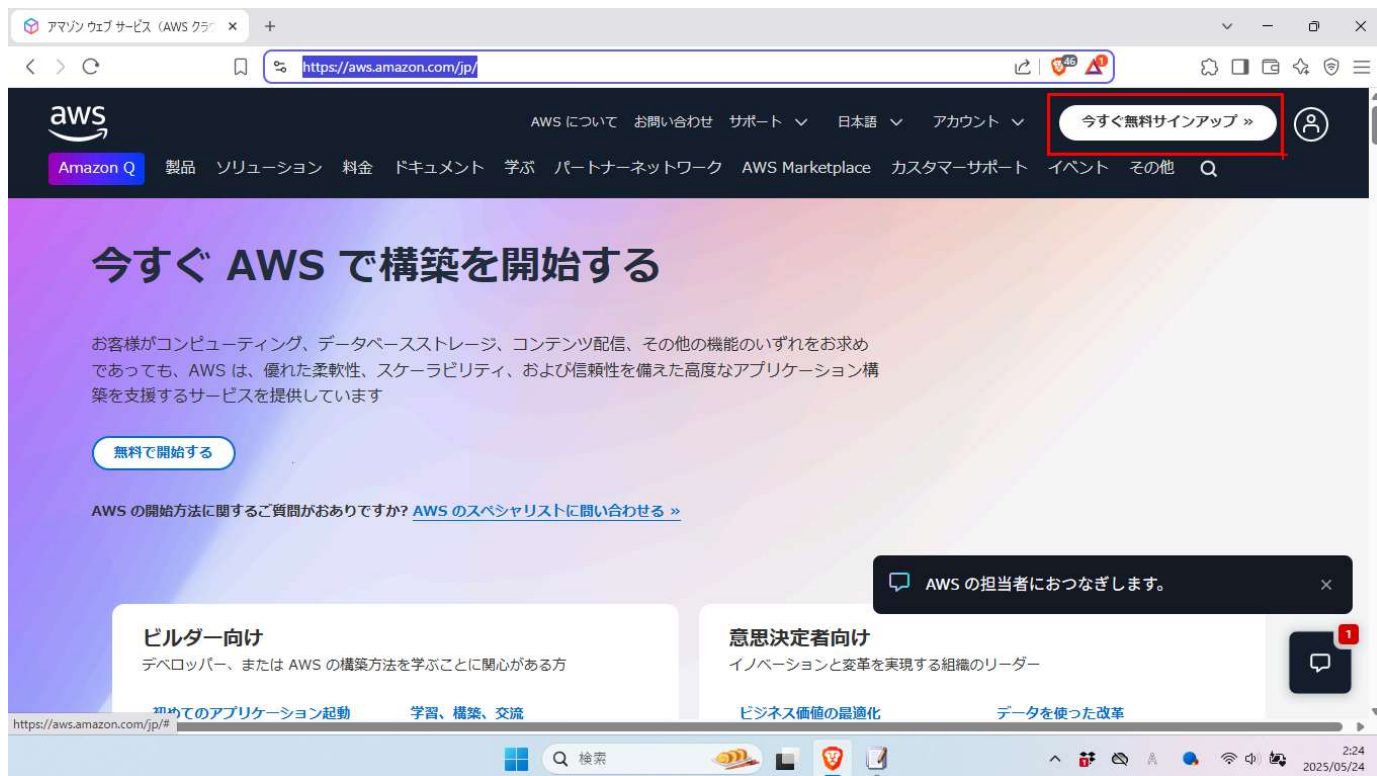 アマゾン ウェブ サービス (AWS クラ
https://aws.amazon.com/jp/
46
aws
AWS について お問い合わせ サポート 日本語 アカウント 今すぐ無料サインアップ »
Amazon Q 製品 ソリューション 料金 ドキュメント 学ぶ パートナーネットワーク AWS Marketplace カスタマーサポート イベント その他
今すぐ AWS で構築を開始する
お客様がコンピューティング、データベースストレージ、コンテンツ配信、その他の機能のいずれをお求め
であっても、AWS は、優れた柔軟性、スケーラビリティ、および信頼性を備えた高度なアプリケーション構
築を支援するサービスを提供しています
無料で開始する
AWS の開始方法に関するご質問がおありですか? AWS のスペシャリストに問い合わせる »
AWS の担当者におつなぎします。
1
ビルダー向け
デベロッパー、または AWS の構築方法を学ぶことに関心がある方
初めてのアプリケーション起動 学習、構築、交流
意思決定者向け
イノベーションと変革を実現する組織のリーダー
ビジネス価値の最適化 データを使った改革
https://aws.amazon.com/jp/#
検索
2:24
2025/05/24